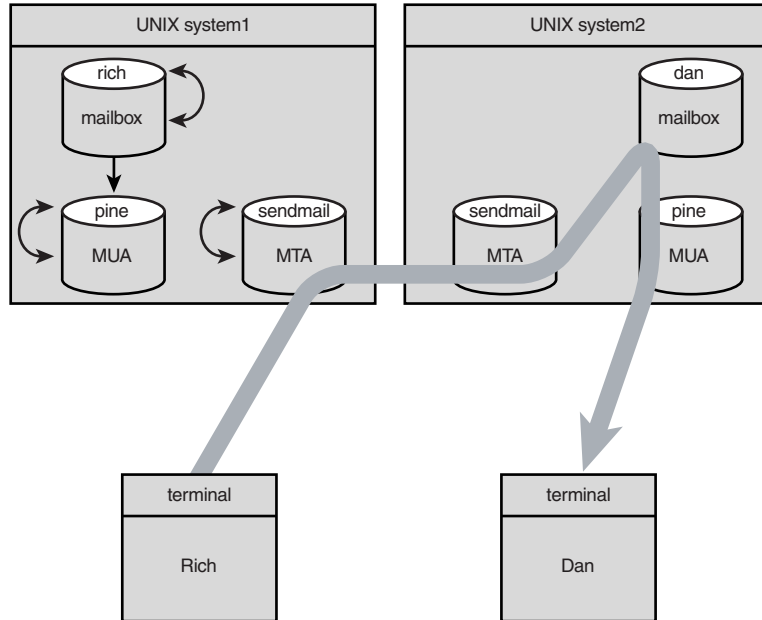 UNIX system1
rich
mailbox
pine
MUA
sendmail
MTA
UNIX system2
dan
mailbox
sendmail
MTA
pine
MUA
terminal
Rich
terminal
Dan